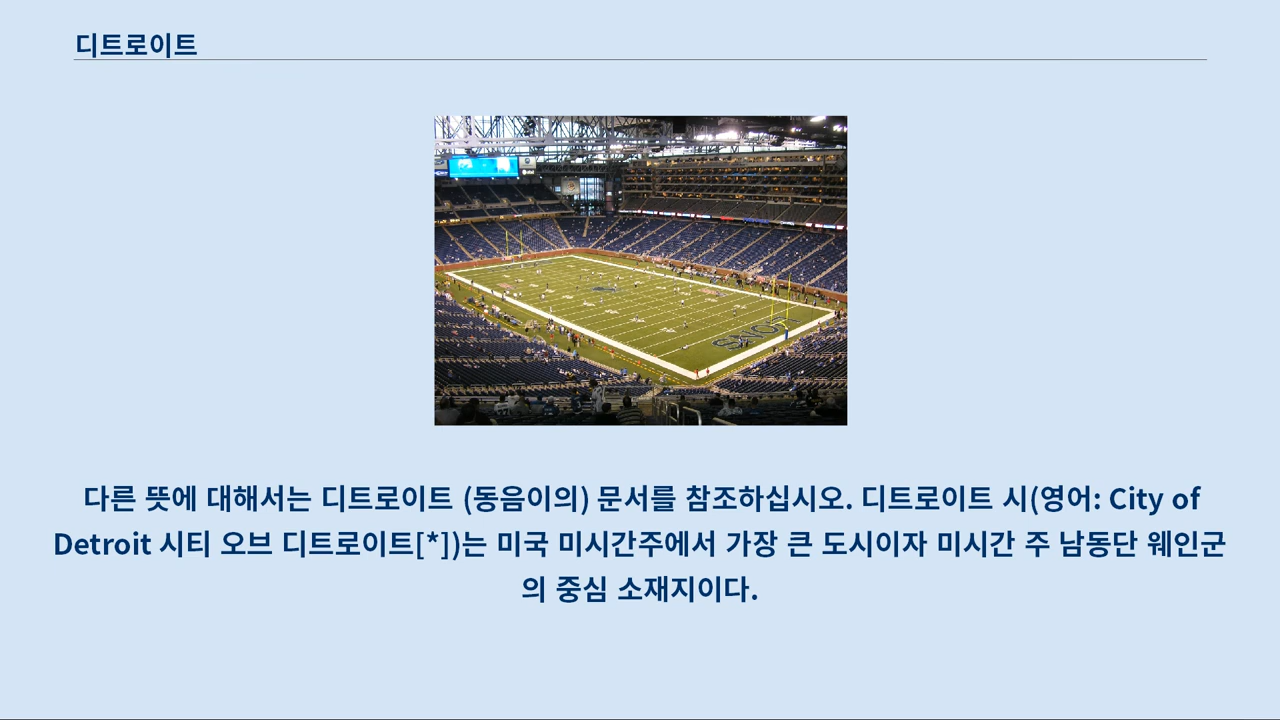 디트로이트
LIONS
다른 뜻에 대해서는 디트로이트 (동음이의) 문서를 참조하십시오. 디트로이트 시(영어: City of
Detroit 시티 오브 디트로이트[*])는 미국 미시간주에서 가장 큰 도시이자 미시간 주 남동단 웨인군
의 중심 소재지이다.